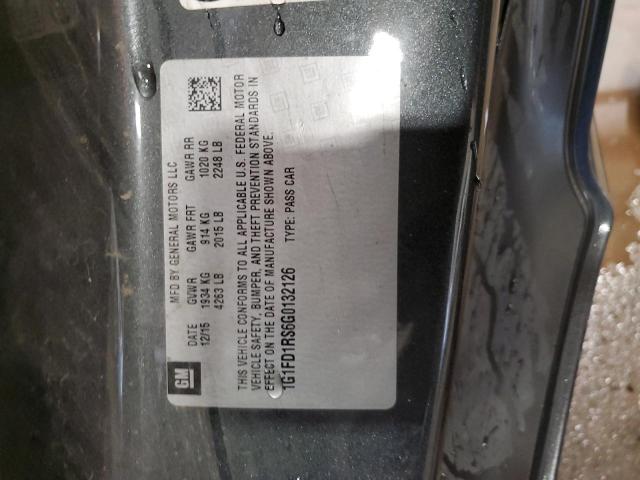 GM
MFD BY GENERAL MOTORS LLC
DATE GVWR GAWR FRT GAWR RR
12/15 1934 KG 914 KG 1020 KG
4263 LB 2015 LB 2248 LB
THIS VEHICLE CONFORMS TO ALL APPLICABLE U.S. FEDERAL MOTOR
VEHICLE SAFETY, BUMPER, AND THEFT PREVENTION STANDARDS IN
EFFECT ON THE DATE OF MANUFACTURE SHOWN ABOVE.
1G1FD1RS6G0132126 TYPE: PASS CAR